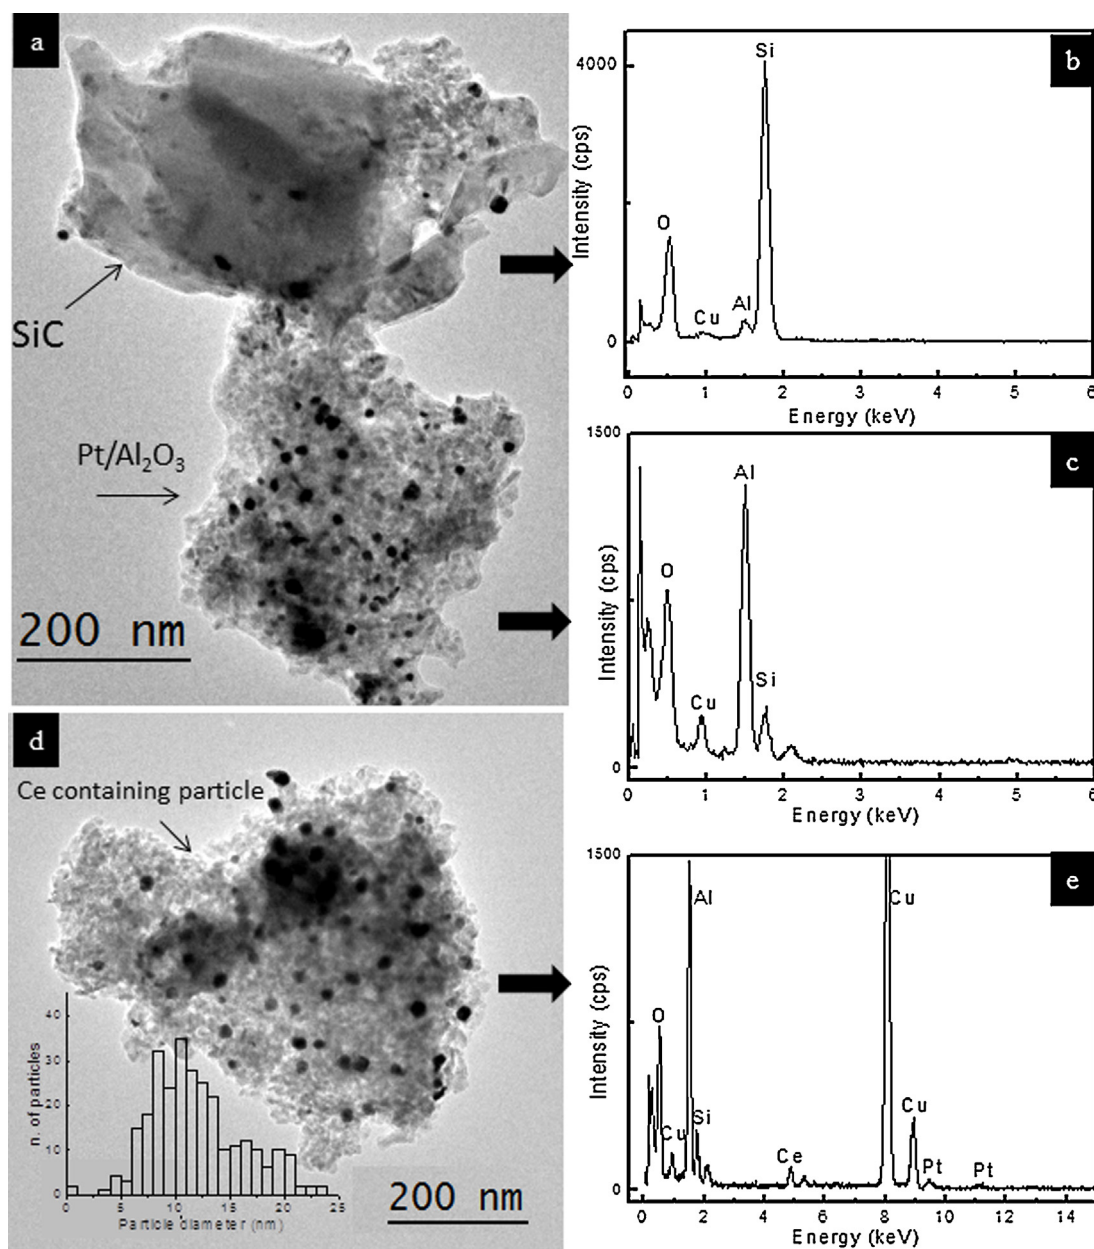 a
SiC
Pt/Al₂O₃
200 nm
b
4000
0
Intensity (cps)
O
Cu
Al
Si
0 1 2 3 4 5 6
Energy (keV)
c
1500
0
Intensity (cps)
O
Cu
Al
Si
0 1 2 3 4 5 6
Energy (keV)
d
Ce containing particle
n. of particles
40
30
20
10
0
0 5 10 15 20 25
Particle diameter (nm)
200 nm
e
1500
0
Intensity (cps)
O
Cu
Al
Si
Ce
Cu
Cu
Pt
Pt
0 2 4 6 8 10 12 14
Energy (keV)